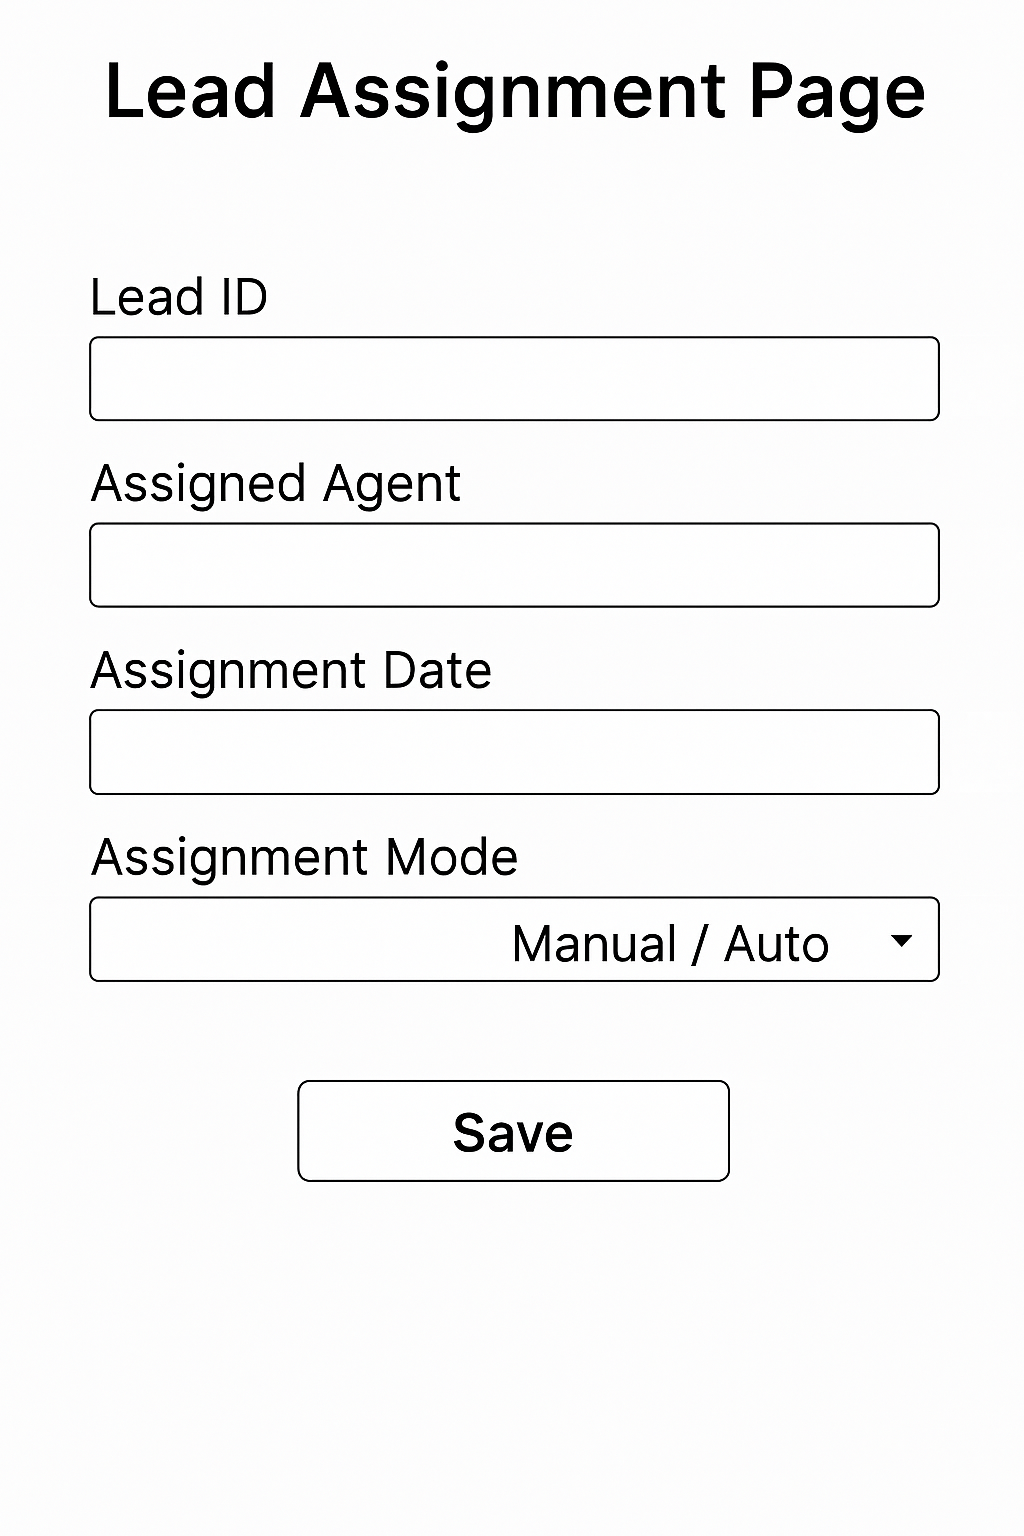 Lead Assignment Page
Lead ID
Assigned Agent
Assignment Date
Assignment Mode
Manual / Auto
Save